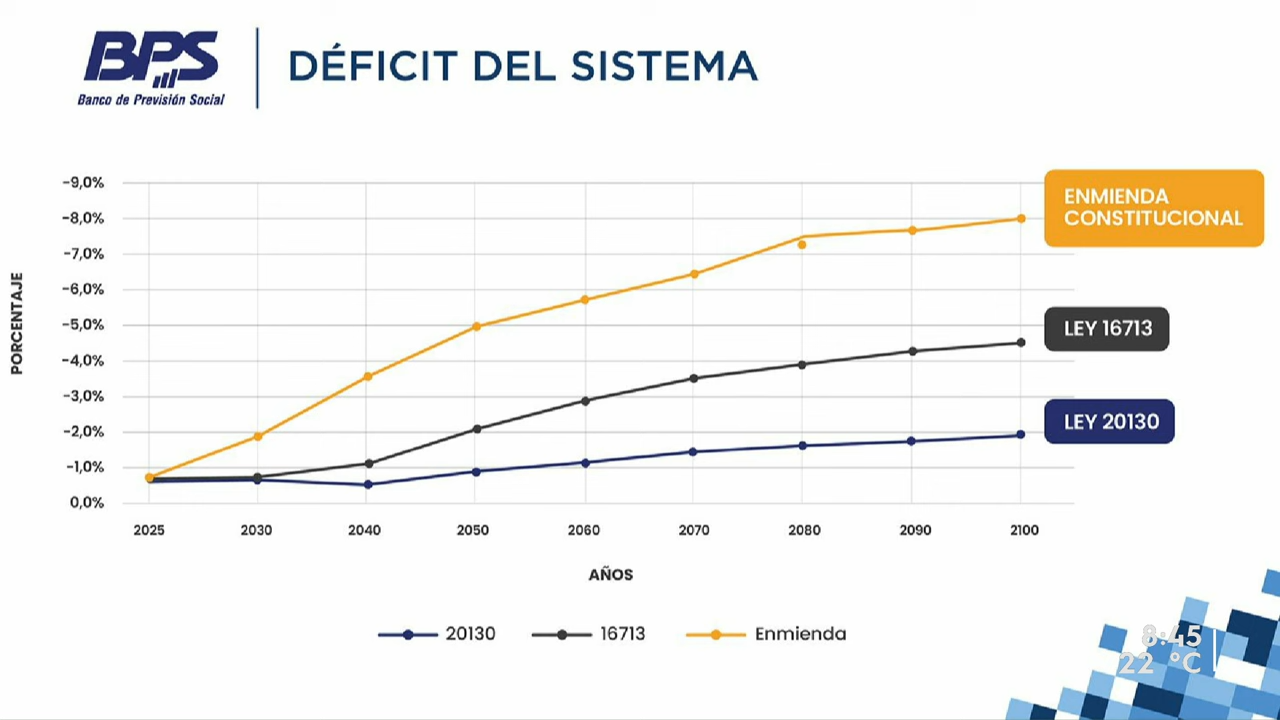 BPS
Banco de Previsión Social
DÉFICIT DEL SISTEMA
PORCENTAJE
-9,0%
-8,0%
-7,0%
-6,0%
-5,0%
-4,0%
-3,0%
-2,0%
-1,0%
0,0%
ENMIENDA
CONSTITUCIONAL
LEY 16713
LEY 20130
2025 2030 2040 2050 2060 2070 2080 2090 2100
AÑOS
20130 16713 Enmienda
8:45
22 °C